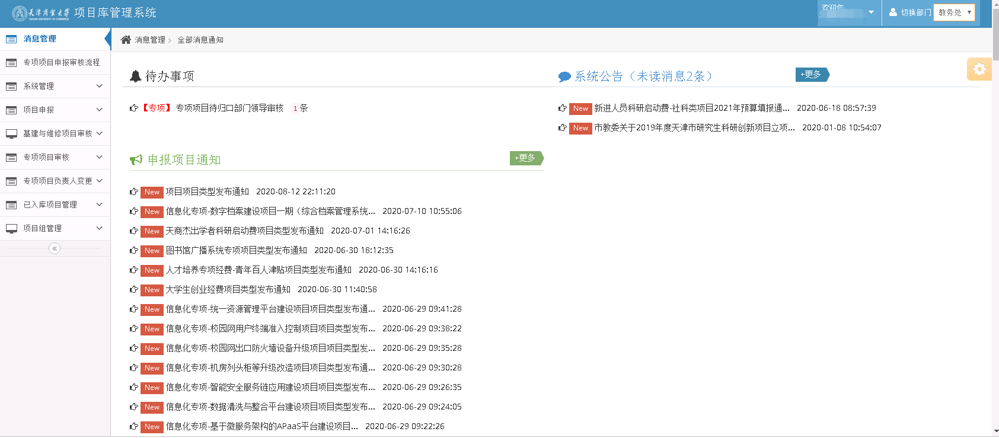 天津商业大学 项目库管理系统
TIANJIN UNIVERSITY OF COMMERCE
欢迎您
切换部门 教务处
消息管理
专项项目申报审核流程
系统管理
项目申报
基建与维修项目审核
专项项目审核
专项项目负责人变更
已入库项目管理
项目组管理
消息管理 > 全部消息通知
待办事项
【专项】 专项项目待归口部门领导审核 1 条
系统公告（未读消息2条）
+更多
New 新进人员科研启动费-社科类项目2021年预算填报通... 2020-06-18 08:57:39
New 市教委关于2019年度天津市研究生科研创新项目立项... 2020-01-08 10:54:07
申报项目通知
+更多
New 项目项目类型发布通知 2020-08-12 22:11:20
New 信息化专项-数字档案建设项目一期（综合档案管理系统... 2020-07-10 10:55:06
New 天商杰出学者科研启动费项目类型发布通知 2020-07-01 14:16:26
New 图书馆广播系统专项项目类型发布通知 2020-06-30 18:12:35
New 人才培养专项经费-青年百人津贴项目类型发布通知 2020-06-30 14:16:16
New 大学生创业经费项目类型发布通知 2020-06-30 11:40:58
New 信息化专项-统一资源管理平台建设项目项目类型发布通... 2020-06-29 09:41:28
New 信息化专项-校园网用户终端准入控制项目项目类型发布... 2020-06-29 09:38:22
New 信息化专项-校园网出口防火墙设备升级项目项目类型发... 2020-06-29 09:35:28
New 信息化专项-机房列头柜等升级改造项目项目类型发布通... 2020-06-29 09:30:28
New 信息化专项-智能安全服务链应用建设项目项目类型发布... 2020-06-29 09:26:35
New 信息化专项-数据清洗与整合平台建设项目项目类型发布... 2020-06-29 09:24:05
New 信息化专项-基于微服务架构的APaaS平台建设项目... 2020-06-29 09:22:26